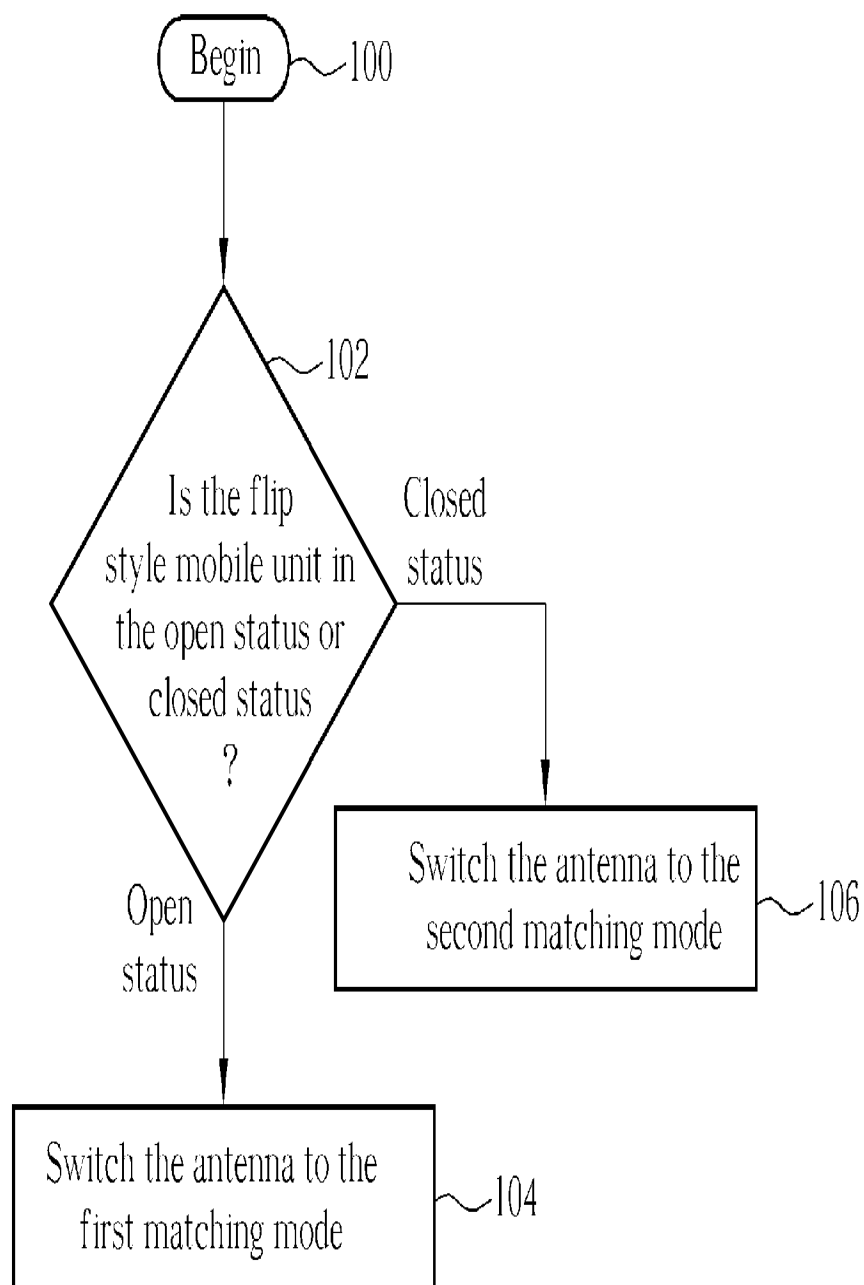 Begin
100
102
Is the flip
style mobile unit in
the open status or
closed status
?
Closed
status
Switch the antenna to the
second matching mode
106
Open
status
Switch the antenna to the
first matching mode
104